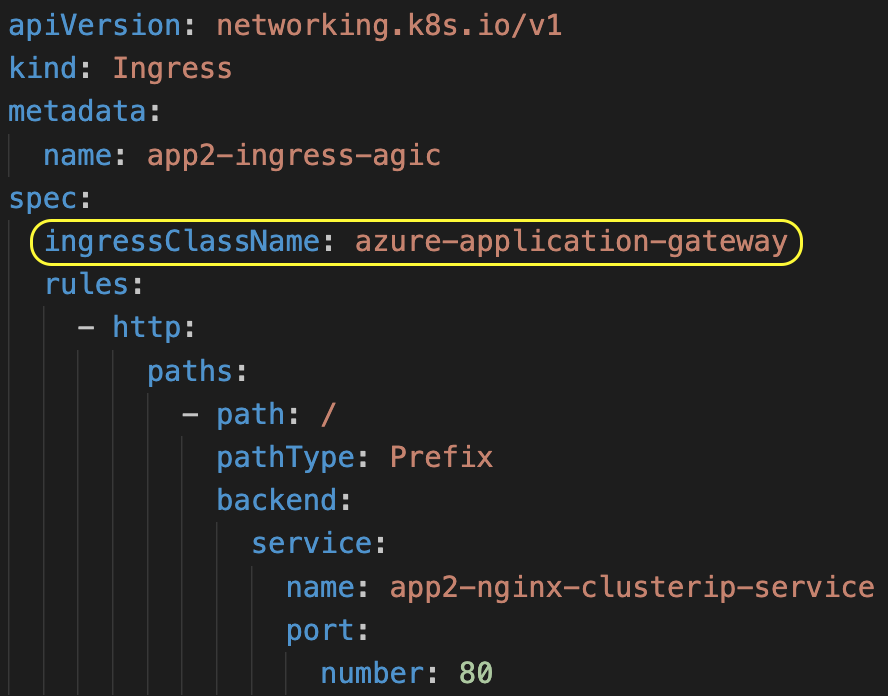 apiVersion: networking.k8s.io/v1
kind: Ingress
metadata:
  name: app2-ingress-agic
spec:
  ingressClassName: azure-application-gateway
  rules:
    - http:
        paths:
          - path: /
            pathType: Prefix
            backend:
              service:
                name: app2-nginx-clusterip-service
                port:
                  number: 80